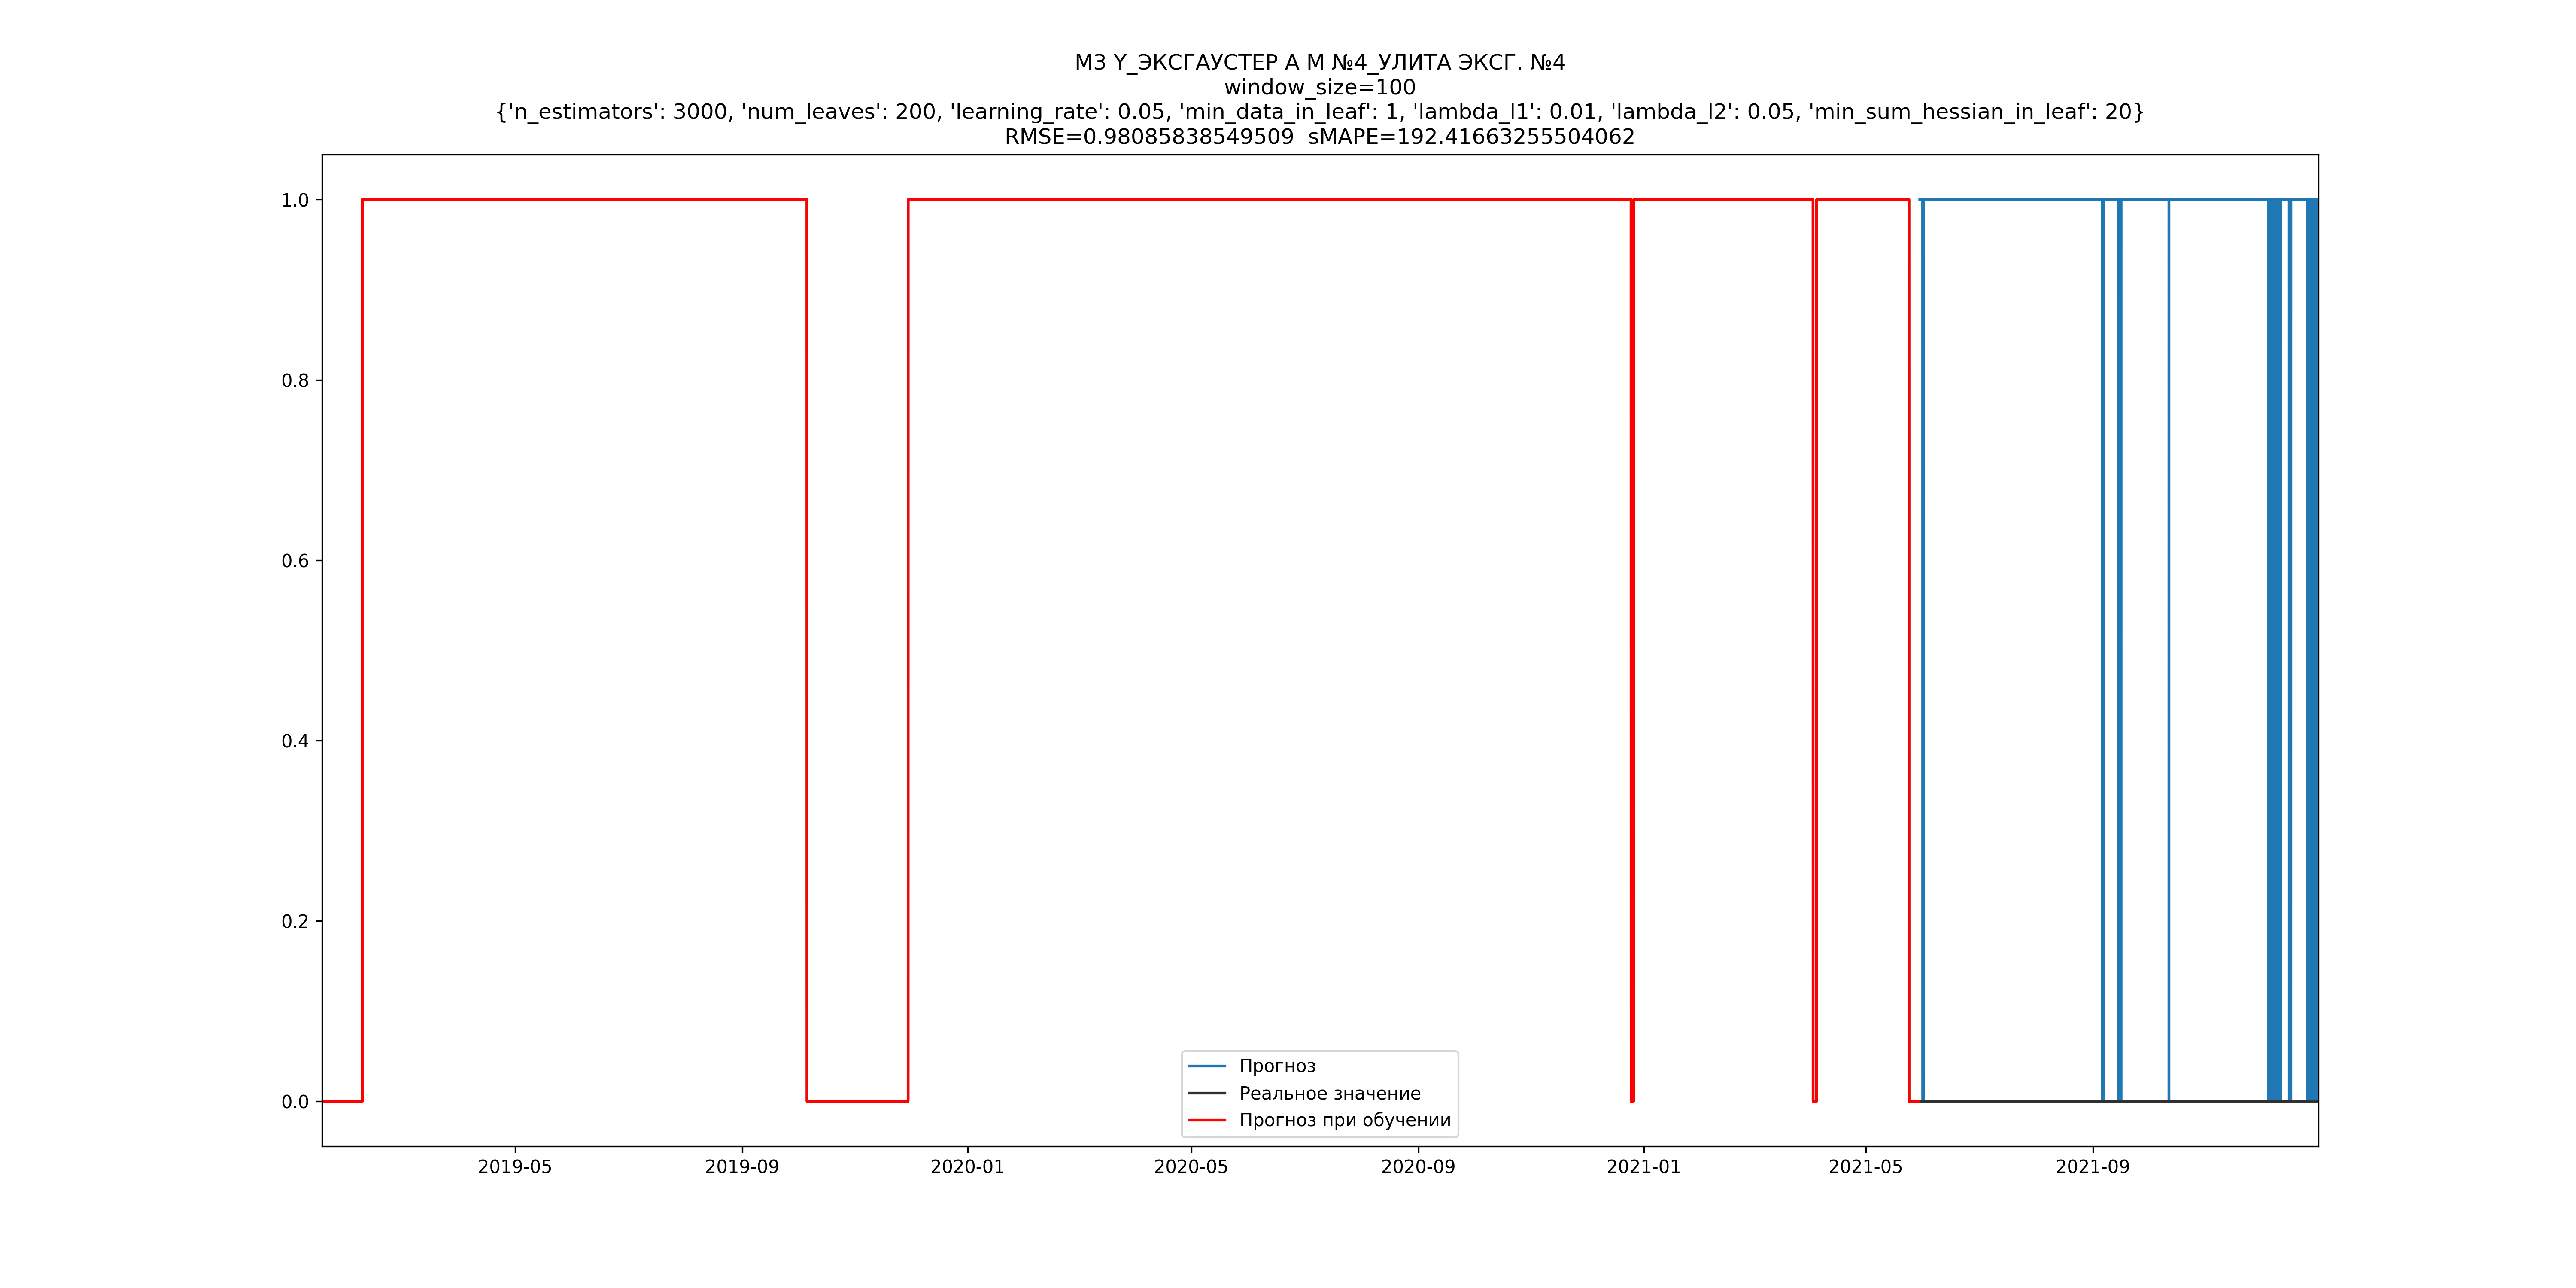 М3 Y_ЭКСГАУСТЕР А М №4_УЛИТА ЭКСГ. №4
window_size=100
{'n_estimators': 3000, 'num_leaves': 200, 'learning_rate': 0.05, 'min_data_in_leaf': 1, 'lambda_l1': 0.01, 'lambda_l2': 0.05, 'min_sum_hessian_in_leaf': 20}
RMSE=0.98085838549509  sMAPE=192.41663255504062
1.0
0.8
0.6
0.4
0.2
0.0
Прогноз
Реальное значение
Прогноз при обучении
2019-05 2019-09 2020-01 2020-05 2020-09 2021-01 2021-05 2021-09